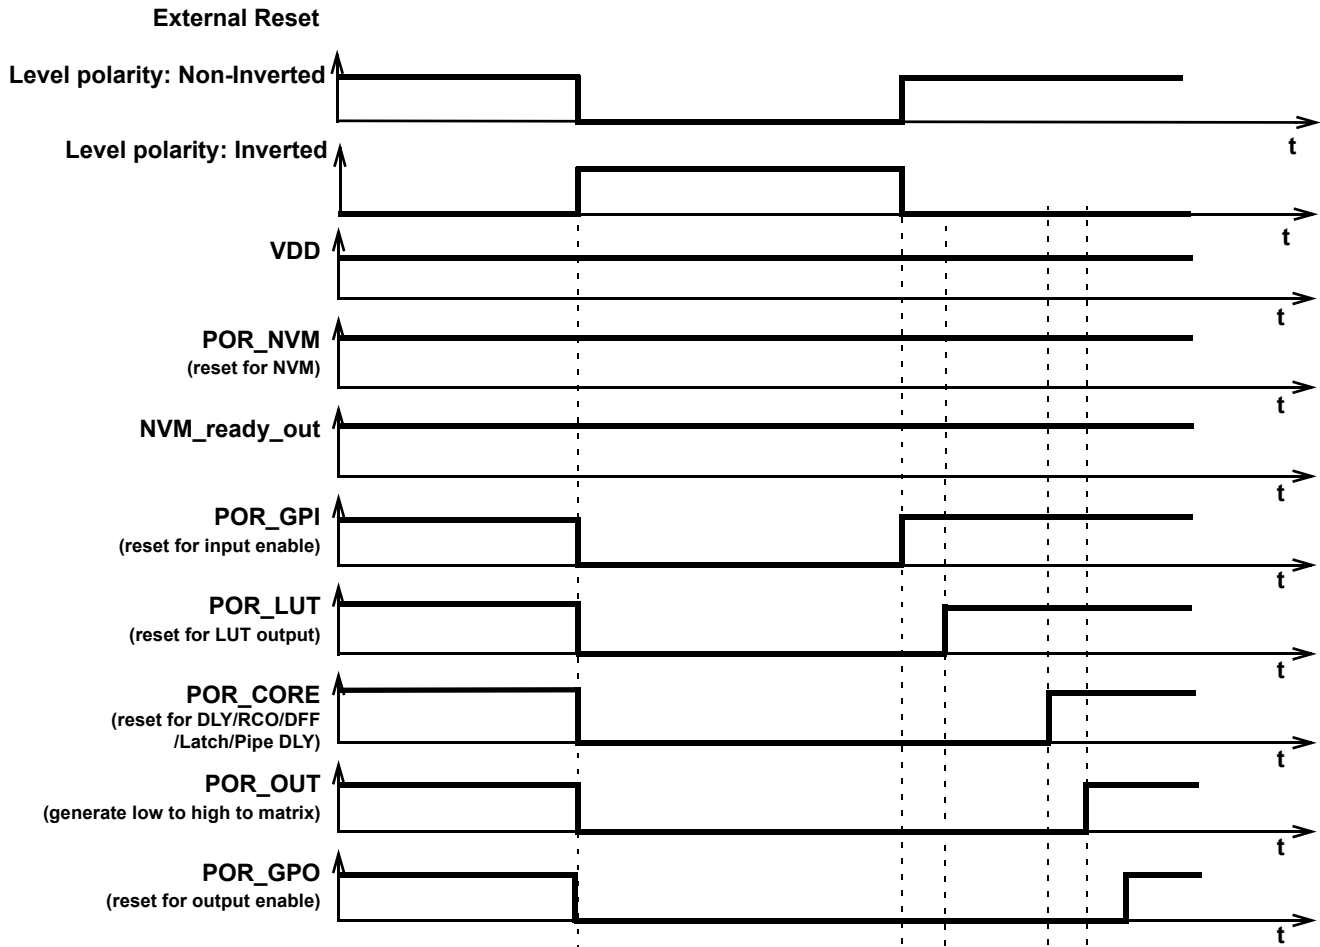 External Reset
Level polarity: Non-Inverted
t
Level polarity: Inverted
t
VDD
t
POR_NVM
(reset for NVM)
t
NVM_ready_out
t
POR_GPI
(reset for input enable)
t
POR_LUT
(reset for LUT output)
t
POR_CORE
(reset for DLY/RCO/DFF
/Latch/Pipe DLY)
t
POR_OUT
(generate low to high to matrix)
t
POR_GPO
(reset for output enable)
t